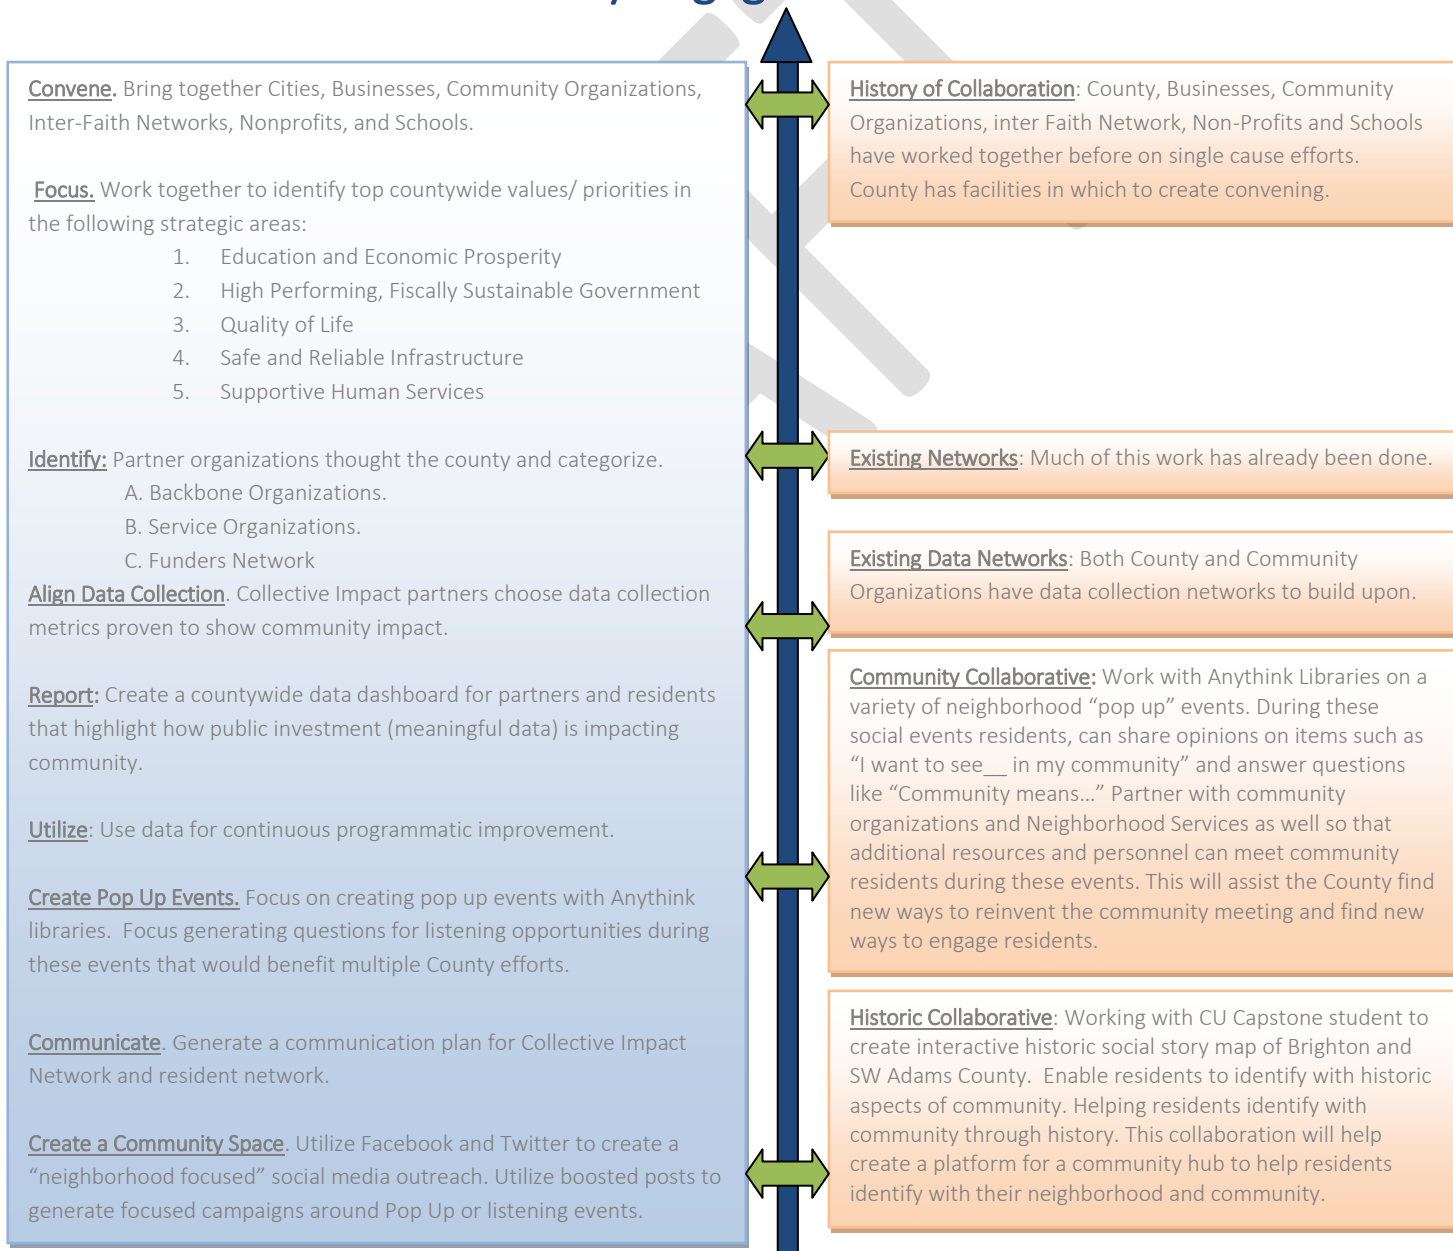 Convene. Bring together Cities, Businesses, Community Organizations,
Inter-Faith Networks, Nonprofits, and Schools.
Focus. Work together to identify top countywide values/ priorities in
the following strategic areas:
1. Education and Economic Prosperity
2. High Performing, Fiscally Sustainable Government
3. Quality of Life
4. Safe and Reliable Infrastructure
5. Supportive Human Services
Identify: Partner organizations thought the county and categorize.
A. Backbone Organizations.
B. Service Organizations.
C. Funders Network
Align Data Collection. Collective Impact partners choose data collection
metrics proven to show community impact.
Report: Create a countywide data dashboard for partners and residents
that highlight how public investment (meaningful data) is impacting
community.
Utilize: Use data for continuous programmatic improvement.
Create Pop Up Events. Focus on creating pop up events with Anythink
libraries. Focus generating questions for listening opportunities during
these events that would benefit multiple County efforts.
Communicate. Generate a communication plan for Collective Impact
Network and resident network.
Create a Community Space. Utilize Facebook and Twitter to create a
“neighborhood focused” social media outreach. Utilize boosted posts to
generate focused campaigns around Pop Up or listening events.
History of Collaboration: County, Businesses, Community
Organizations, inter Faith Network, Non-Profits and Schools
have worked together before on single cause efforts.
County has facilities in which to create convening.
Existing Networks: Much of this work has already been done.
Existing Data Networks: Both County and Community
Organizations have data collection networks to build upon.
Community Collaborative: Work with Anythink Libraries on a
variety of neighborhood “pop up” events. During these
social events residents, can share opinions on items such as
“I want to see__ in my community” and answer questions
like “Community means…” Partner with community
organizations and Neighborhood Services as well so that
additional resources and personnel can meet community
residents during these events. This will assist the County find
new ways to reinvent the community meeting and find new
ways to engage residents.
Historic Collaborative: Working with CU Capstone student to
create interactive historic social story map of Brighton and
SW Adams County. Enable residents to identify with historic
aspects of community. Helping residents identify with
community through history. This collaboration will help
create a platform for a community hub to help residents
identify with their neighborhood and community.